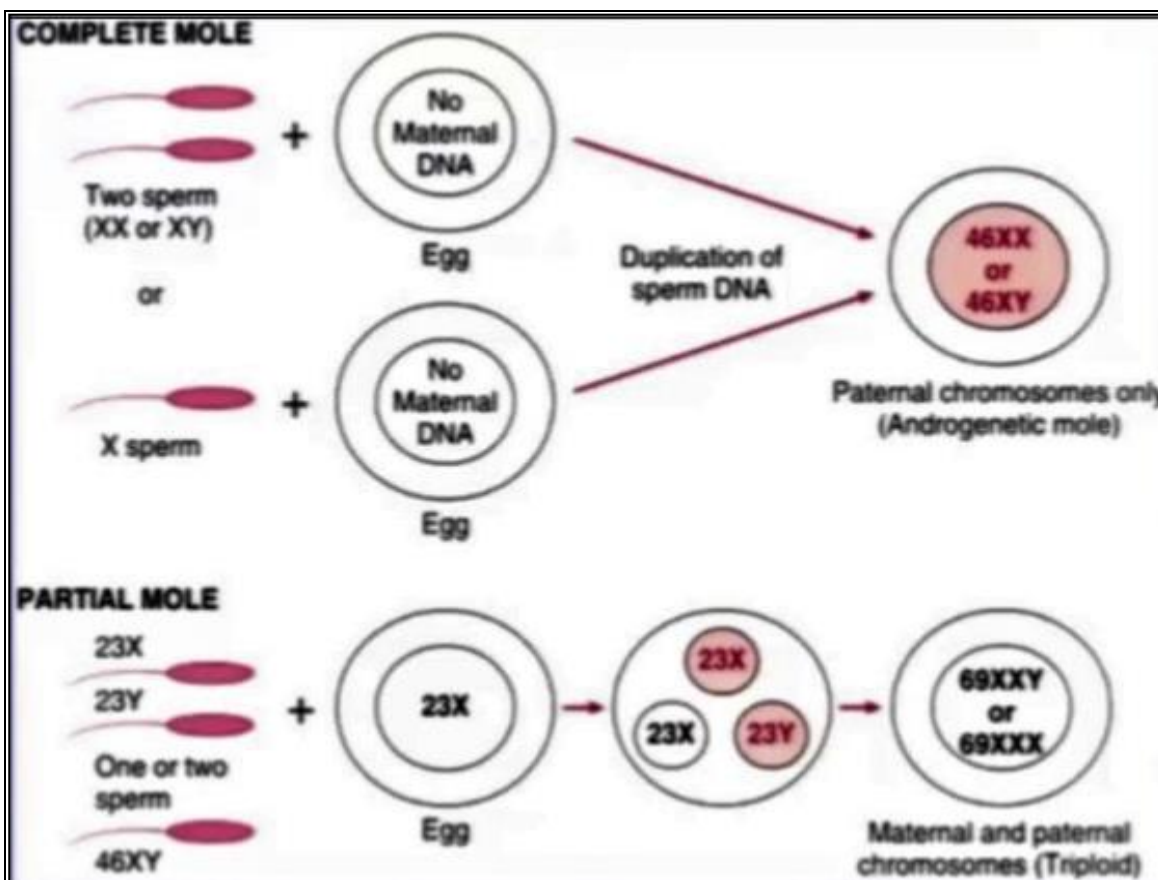 COMPLETE MOLE
Two sperm
(XX or XY)
+
No
Maternal
DNA
Egg
or
X sperm
+
No
Maternal
DNA
Egg
Duplication of
sperm DNA
46XX
or
46XY
Paternal chromosomes only
(Androgenetic mole)
PARTIAL MOLE
23X
23Y
One or two
sperm
46XY
+
23X
Egg
23X
23X
23Y
69XXY
or
69XXX
Maternal and paternal
chromosomes (Triploid)